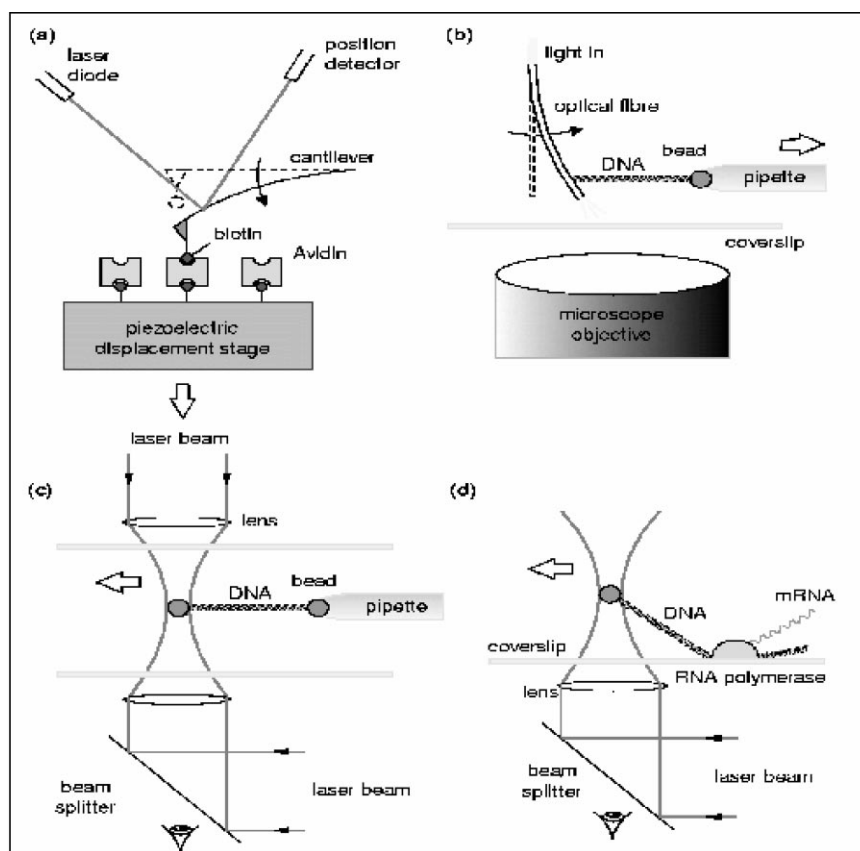 (a)
laser
diode
position
detector
cantilever
biotin
Avidin
piezoelectric
displacement stage
(b)
light in
optical fibre
DNA
bead
pipette
coverslip
microscope
objective
(c)
laser beam
lens
DNA
bead
pipette
beam
splitter
laser beam
(d)
DNA
mRNA
coverslip
RNA polymerase
lens
beam
splitter
laser beam